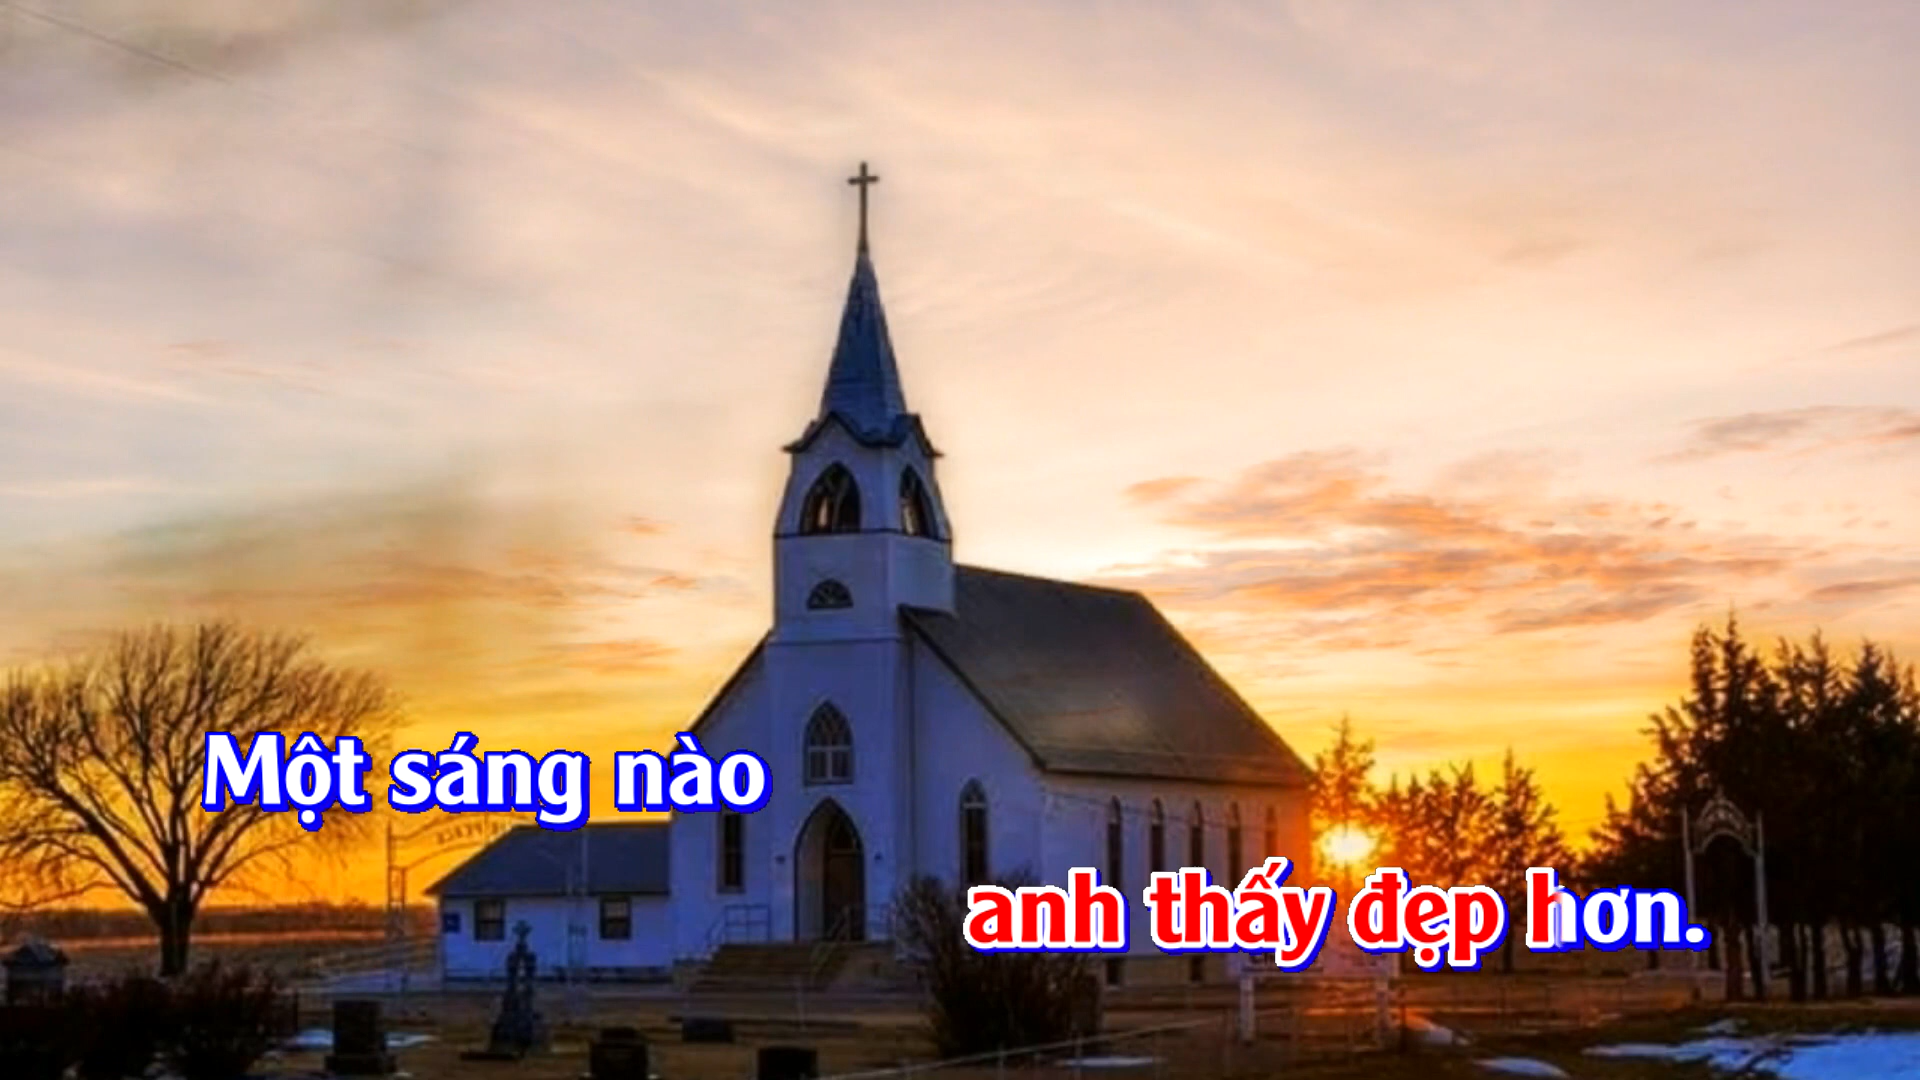 Một sáng nào
anh thấy đẹp hơn.